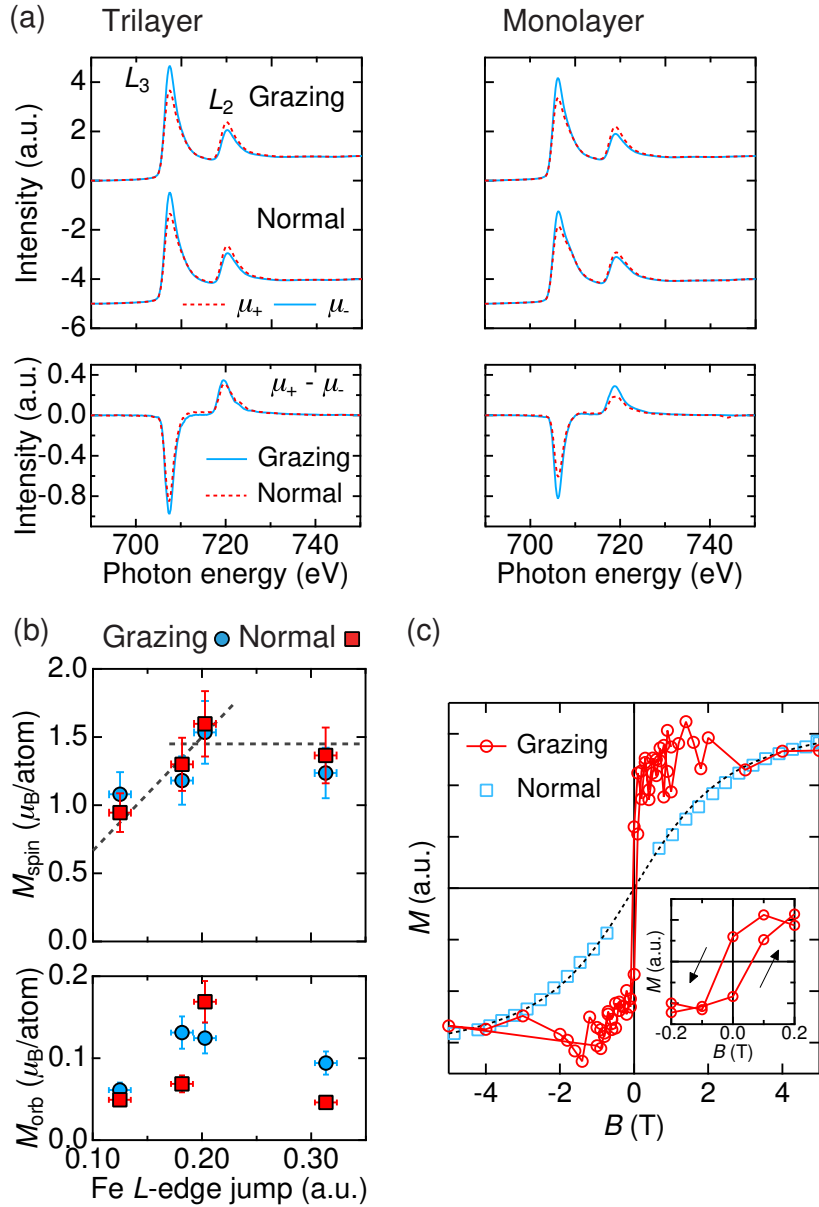 (a) Trilayer Monolayer
4
2
0
-2
-4
-6
Intensity (a.u.)
L3
L2
Grazing
Normal
μ+ μ-
0.4
0.0
-0.4
-0.8
Intensity (a.u.)
μ+ - μ-
Grazing
Normal
700 720 740
Photon energy (eV)
700 720 740
Photon energy (eV)
(b) Grazing Normal
2.0
1.5
1.0
0.5
0.0
Mspin (μB/atom)
0.2
0.1
0.0
Morb (μB/atom)
0.10 0.20 0.30
Fe L-edge jump (a.u.)
(c)
Grazing
Normal
M (a.u.)
-4 -2 0 2 4
B (T)
M (a.u.)
-0.2 0.0 0.2
B (T)